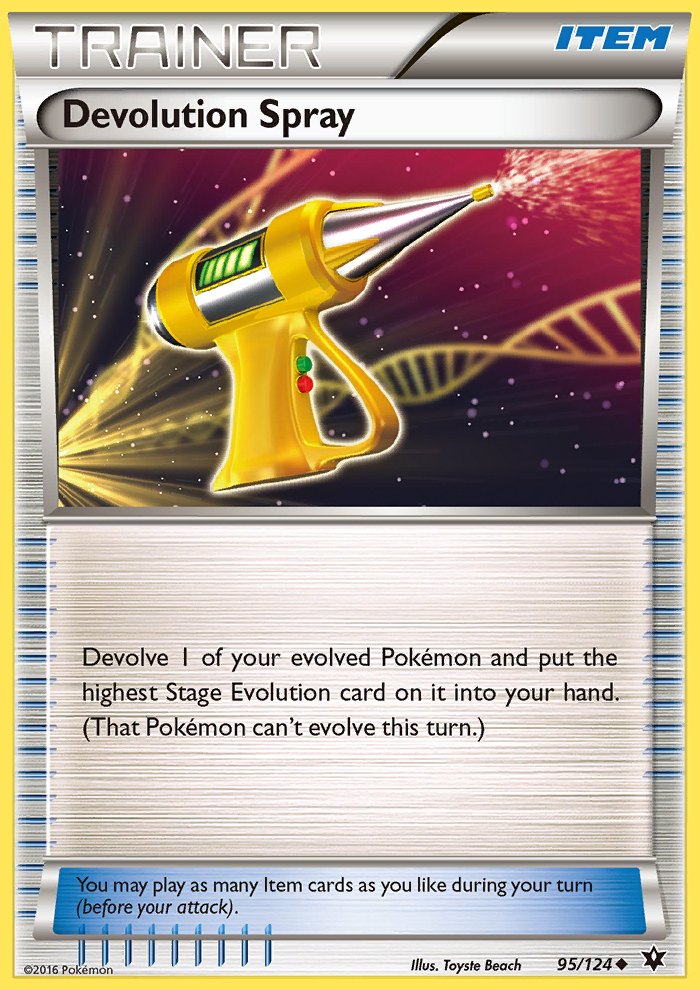 TRAINER
ITEM
Devolution Spray
Devolve 1 of your evolved Pokémon and put the
highest Stage Evolution card on it into your hand.
(That Pokémon can't evolve this turn.)
You may play as many Item cards as you like during your turn
(before your attack).
©2016 Pokémon
Illus. Toyste Beach
95/124